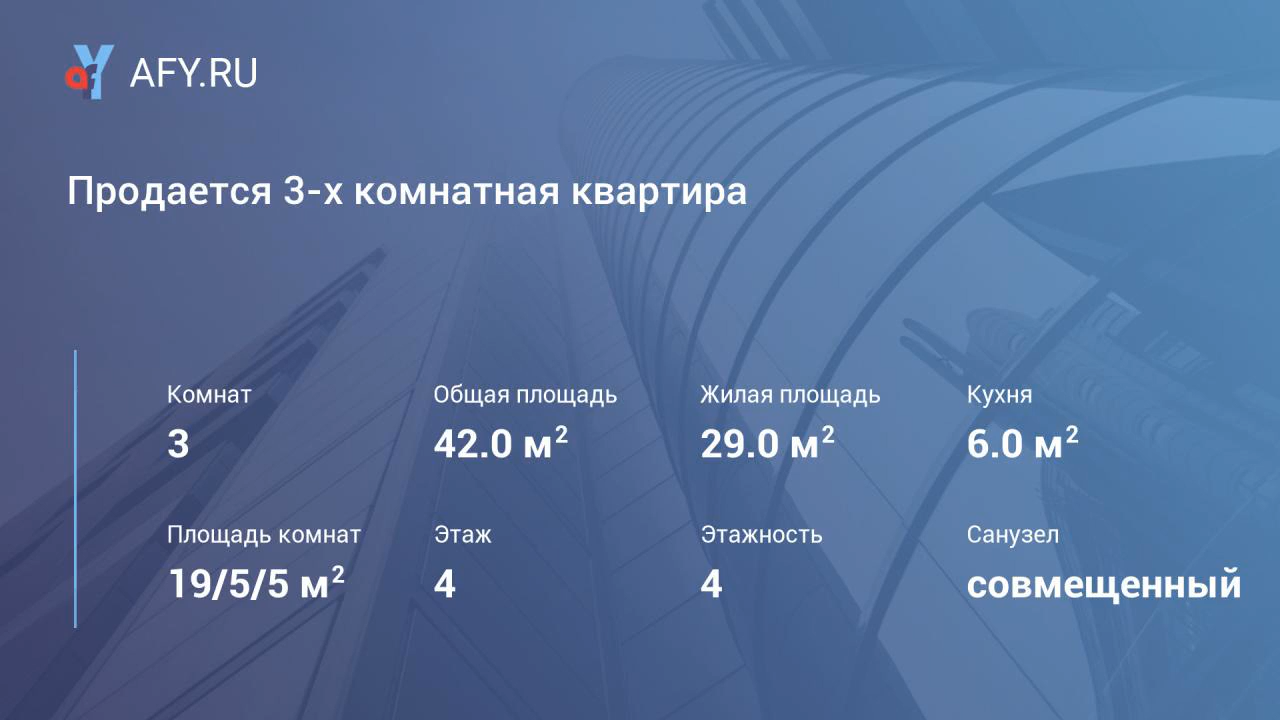 afy AFY.RU
Продается 3-х комнатная квартира
Комнат Общая площадь Жилая площадь Кухня
3 42.0 м² 29.0 м² 6.0 м²
Площадь комнат Этаж Этажность Санузел
19/5/5 м² 4 4 совмещенный